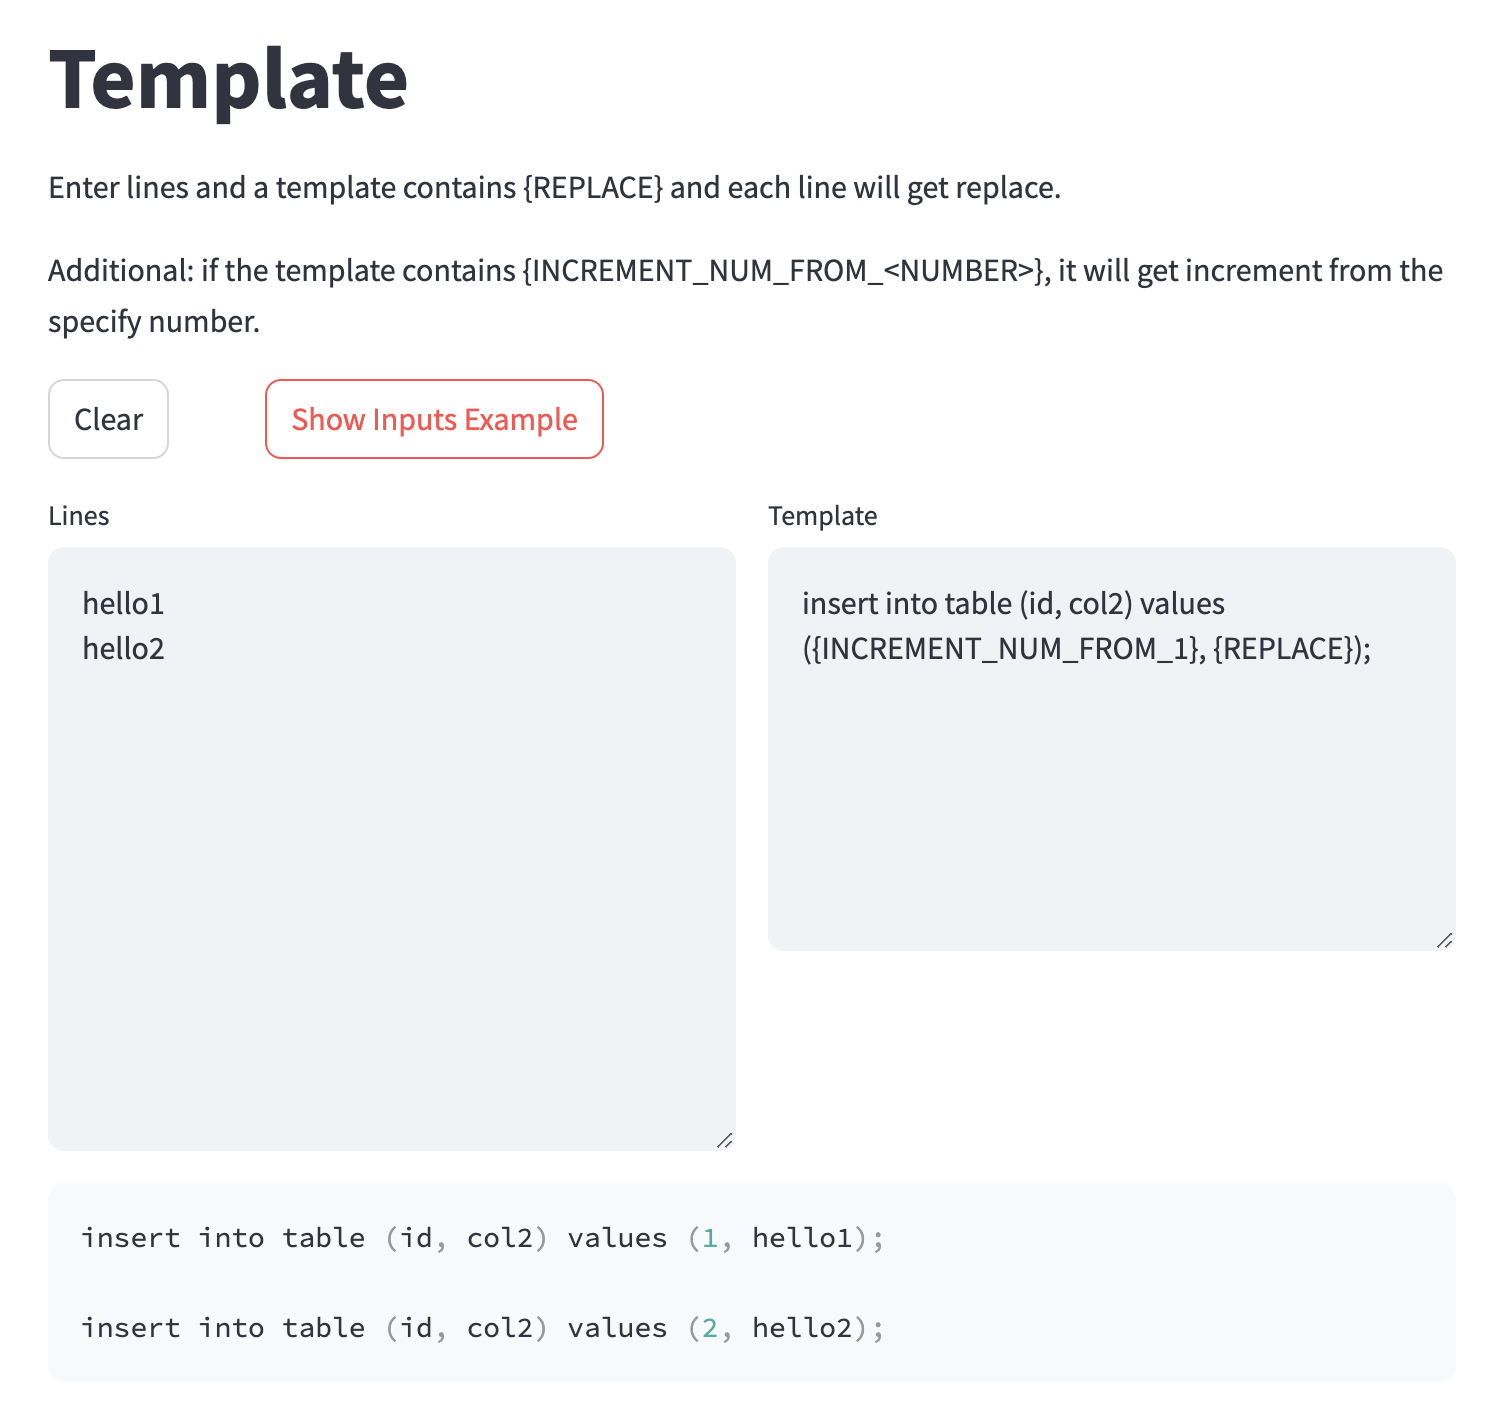 Template
Enter lines and a template contains {REPLACE} and each line will get replace.
Additional: if the template contains {INCREMENT_NUM_FROM_<NUMBER>}, it will get increment from the
specify number.
Clear
Show Inputs Example
Lines
hello1
hello2
Template
insert into table (id, col2) values
({INCREMENT_NUM_FROM_1}, {REPLACE});
insert into table (id, col2) values (1, hello1);
insert into table (id, col2) values (2, hello2);